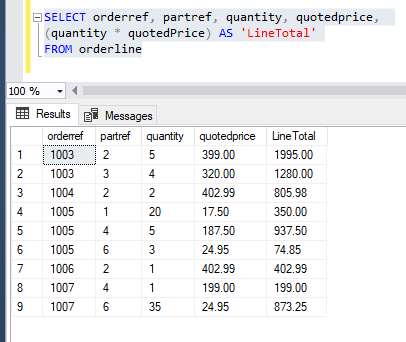 SELECT orderref, partref, quantity, quotedprice,
(quantity * quotedPrice) AS 'LineTotal'
FROM orderline
100 %
Results Messages
orderref partref quantity quotedprice LineTotal
1 1003 2 5 399.00 1995.00
2 1003 3 4 320.00 1280.00
3 1004 2 2 402.99 805.98
4 1005 1 20 17.50 350.00
5 1005 4 5 187.50 937.50
6 1005 6 3 24.95 74.85
7 1006 2 1 402.99 402.99
8 1007 4 1 199.00 199.00
9 1007 6 35 24.95 873.25